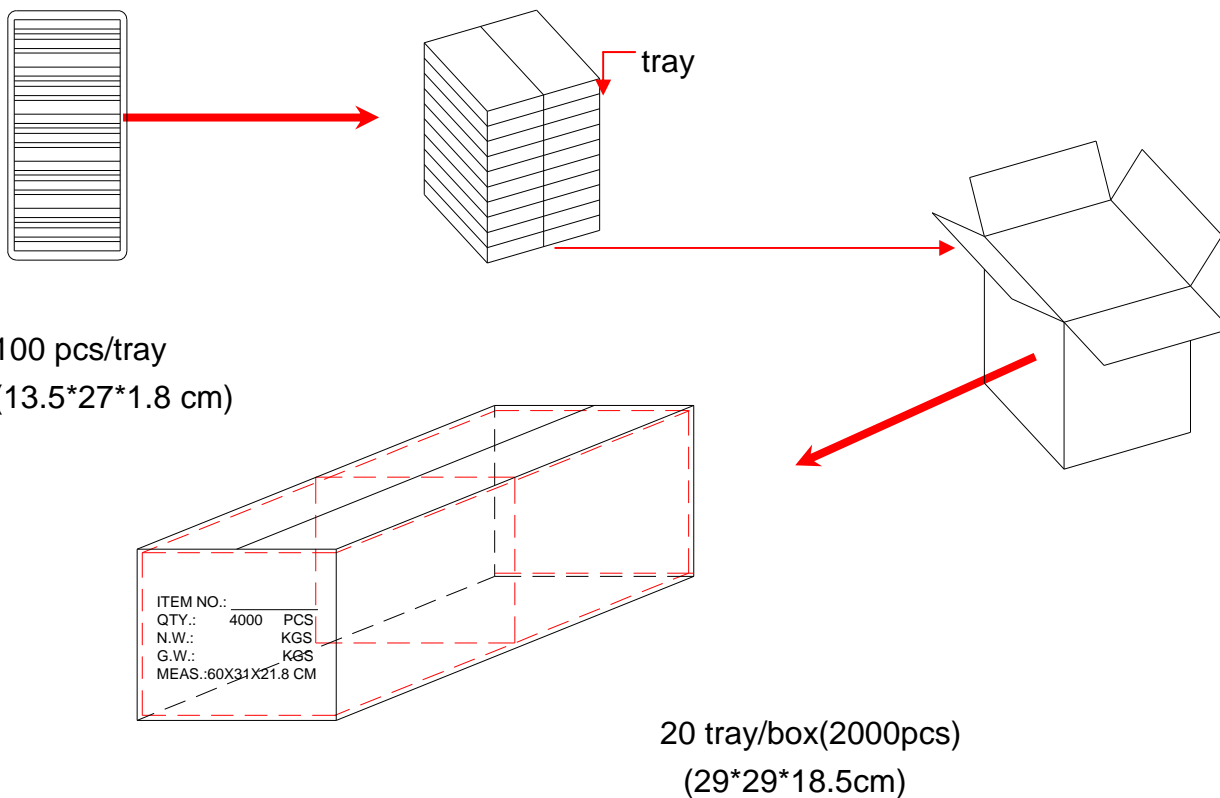 tray
100 pcs/tray
(13.5*27*1.8 cm)
ITEM NO.:
QTY.: 4000 PCS
N.W.: KGS
G.W.: KGS
MEAS.:60X31X21.8 CM
20 tray/box(2000pcs)
(29*29*18.5cm)